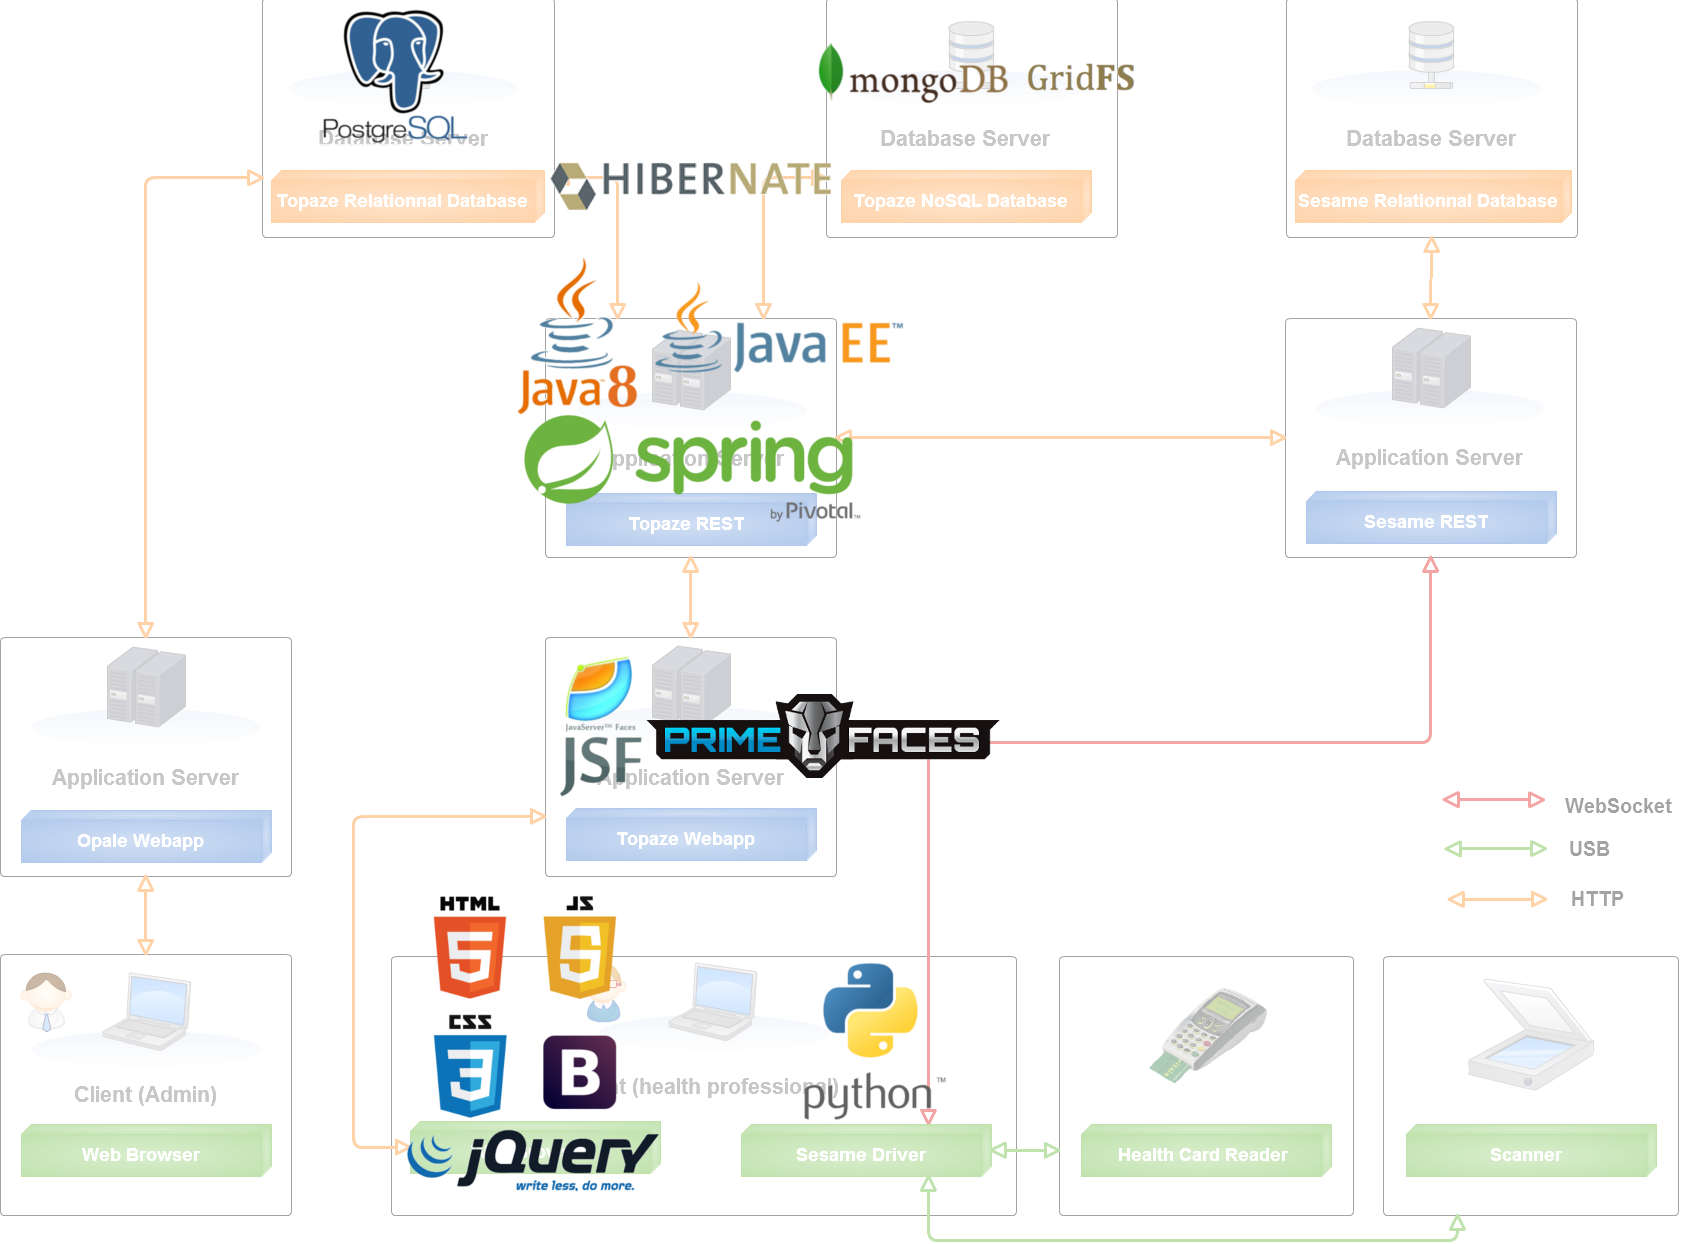 PostgreSQL
Database Server
Topaze Relationnal Database
HIBERNATE
mongoDB GridFS
Database Server
Topaze NoSQL Database
Database Server
Sesame Relationnal Database
Java 8
Java EE™
spring
by Pivotal™
Application Server
Topaze REST
Application Server
Sesame REST
Application Server
Opale Webapp
JavaServer™ Faces
JSF
PRIME FACES
Application Server
Topaze Webapp
WebSocket
USB
HTTP
Client (Admin)
Web Browser
HTML
5
JS
5
CSS
3
B
(health professional)
python™
jQuery
write less, do more.
Sesame Driver
Health Card Reader
Scanner